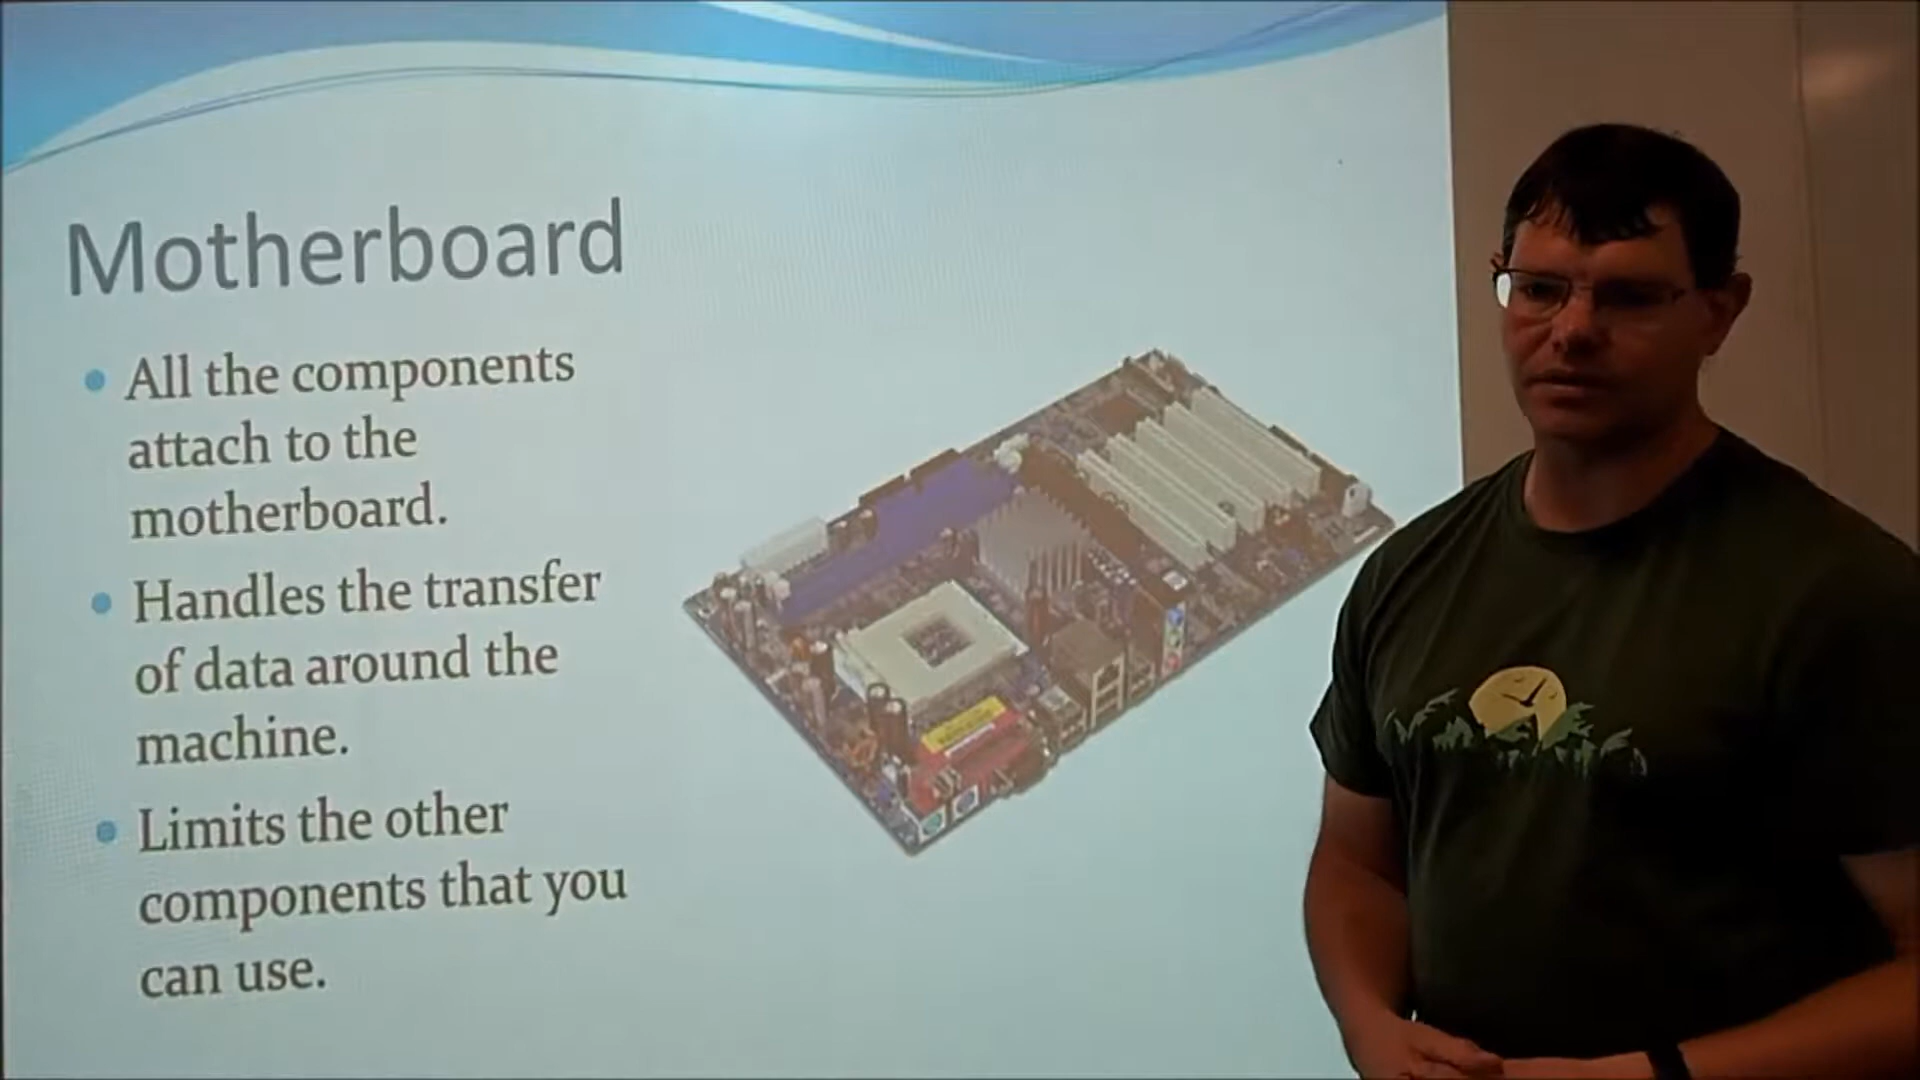 Motherboard
• All the components
attach to the
motherboard.
• Handles the transfer
of data around the
machine.
• Limits the other
components that you
can use.